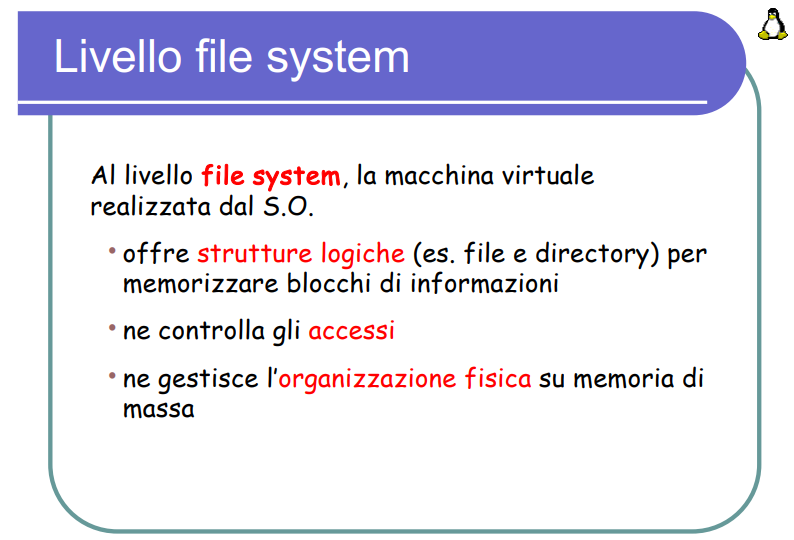 Livello file system
Al livello file system, la macchina virtuale
realizzata dal S.O.
• offre strutture logiche (es. file e directory) per
memorizzare blocchi di informazioni
• ne controlla gli accessi
• ne gestisce l'organizzazione fisica su memoria di
massa